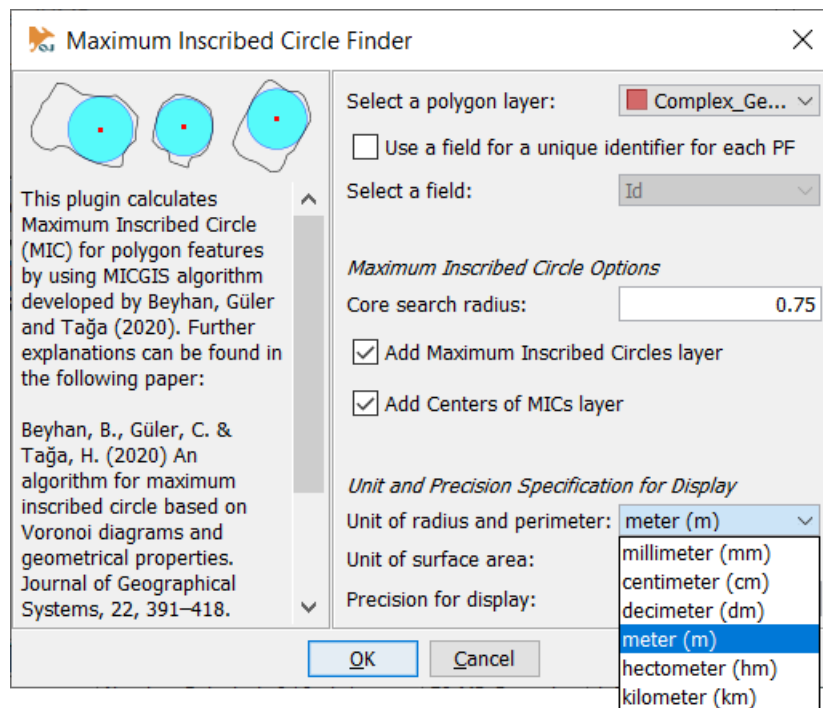 Maximum Inscribed Circle Finder
This plugin calculates
Maximum Inscribed Circle
(MIC) for polygon features
by using MICGIS algorithm
developed by Beyhan, Güler
and Tağa (2020). Further
explanations can be found in
the following paper:
Beyhan, B., Güler, C. &
Tağa, H. (2020) An
algorithm for maximum
inscribed circle based on
Voronoi diagrams and
geometrical properties.
Journal of Geographical
Systems, 22, 391–418.
Select a polygon layer: Complex_Ge...
Use a field for a unique identifier for each PF
Select a field: Id
Maximum Inscribed Circle Options
Core search radius: 0.75
Add Maximum Inscribed Circles layer
Add Centers of MICs layer
Unit and Precision Specification for Display
Unit of radius and perimeter: meter (m)
Unit of surface area:
Precision for display:
millimeter (mm)
centimeter (cm)
decimeter (dm)
meter (m)
hectometer (hm)
kilometer (km)
OK Cancel